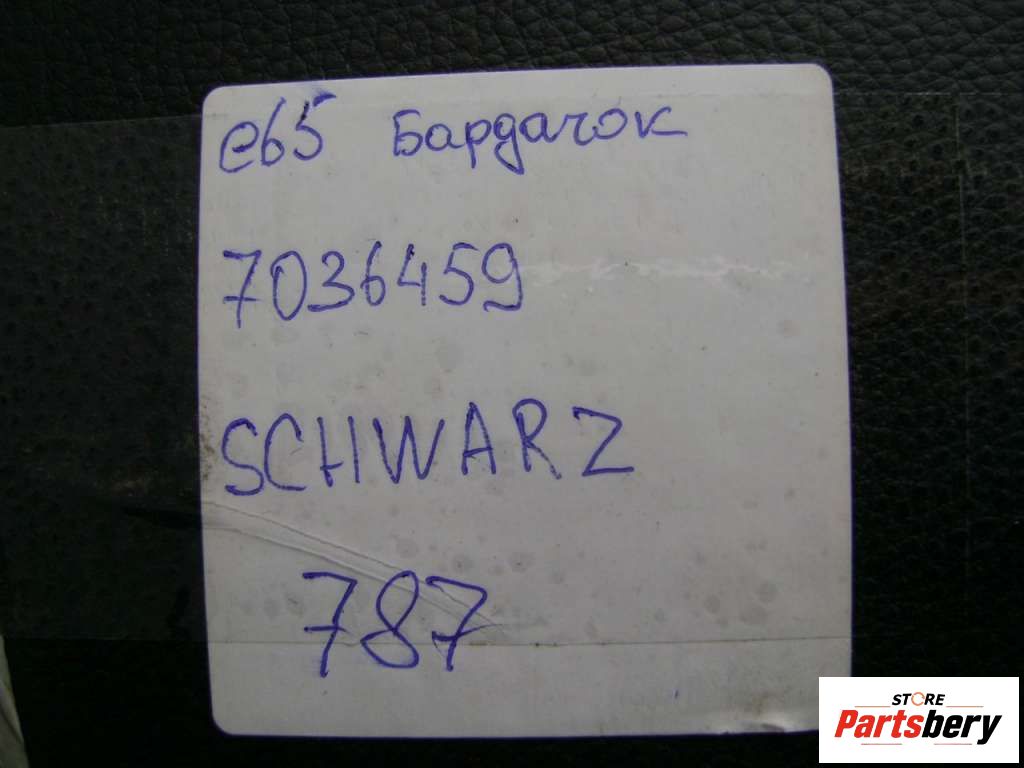 e65 Бардачок
7036459
SCHWARZ
787
STORE
Partsbery